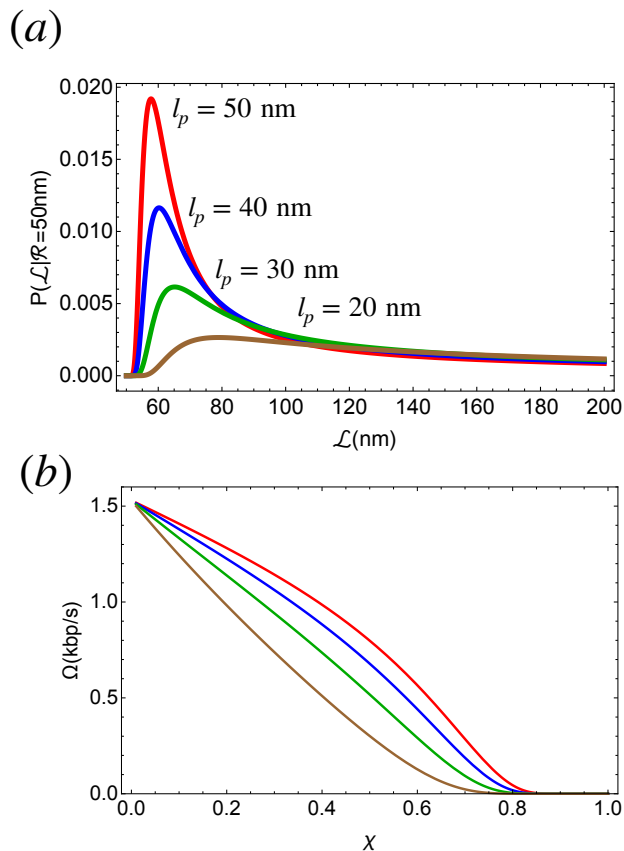 (a)
0.020
0.015
0.010
0.005
0.000
P(ℒ|ℛ=50nm)
l_p = 50 nm
l_p = 40 nm
l_p = 30 nm
l_p = 20 nm
60 80 100 120 140 160 180 200
ℒ(nm)
(b)
1.5
1.0
0.5
0.0
Ω(kbp/s)
0.0 0.2 0.4 0.6 0.8 1.0
χ